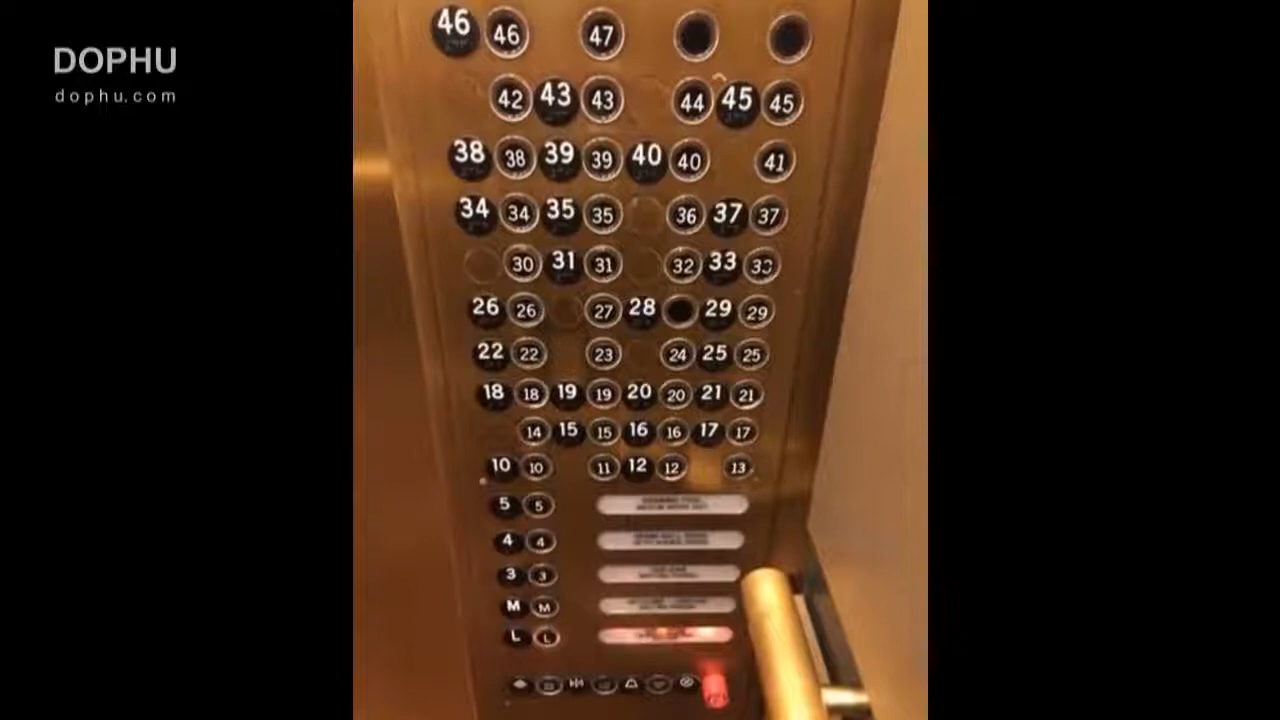 DOPHU
dophu.com
46 46 47
42 43 43 44 45 45
38 38 39 39 40 40 41
34 34 35 35 36 37 37
30 31 31 32 33 33
26 26 27 28 29 29
22 22 23 24 25 25
18 18 19 19 20 20 21 21
14 15 15 16 16 17 17
10 10 11 12 12 13
5 5
4 4
3 3
M M
L L